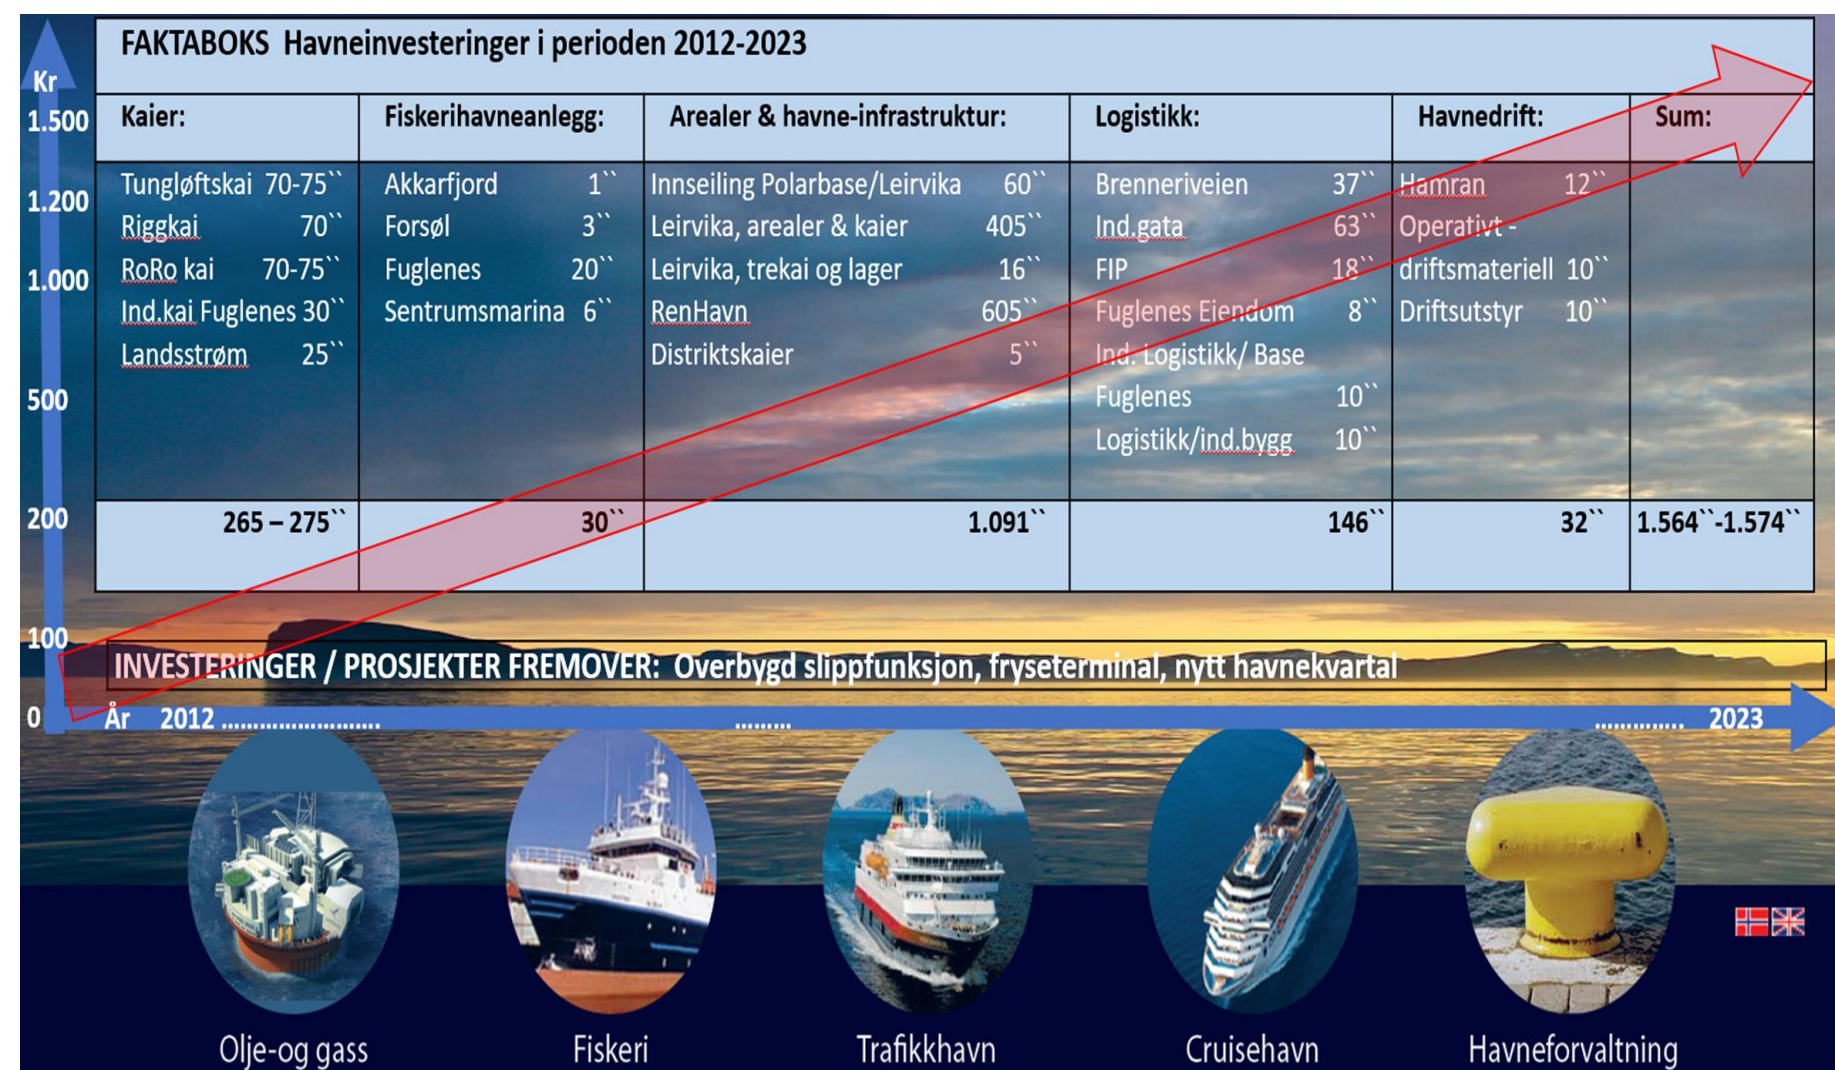 FAKTABOKS Havneinvesteringer i perioden 2012-2023
Kr
1.500
1.200
1.000
500
200
100
0
Kaier:
Tungløftskai 70-75``
Riggkai 70``
RoRo kai 70-75``
Ind.kai Fuglenes 30``
Landsstrøm 25``
265 – 275``
Fiskerihavneanlegg:
Akkarfjord 1``
Forsøl 3``
Fuglenes 20``
Sentrumsmarina 6``
30``
Arealer & havne-infrastruktur:
Innseiling Polarbase/Leirvika 60``
Leirvika, arealer & kaier 405``
Leirvika, trekai og lager 16``
RenHavn 605``
Distriktskaier 5``
1.091``
Logistikk:
Brenneriveien 37``
Ind.gata 63``
FIP 18``
Fuglenes Eiendom 8``
Ind. Logistikk/ Base
Fuglenes 10``
Logistikk/ind.bygg 10``
146``
Havnedrift:
Hamran 12``
Operativt -
driftsmateriell 10``
Driftsutstyr 10``
32``
Sum:
1.564``-1.574``
INVESTERINGER / PROSJEKTER FREMOVER: Overbygd slippfunksjon, fryseterminal, nytt havnekvartal
År 2012 ......................... ......... .............. 2023
Olje-og gass
Fiskeri
Trafikkhavn
Cruisehavn
Havneforvaltning